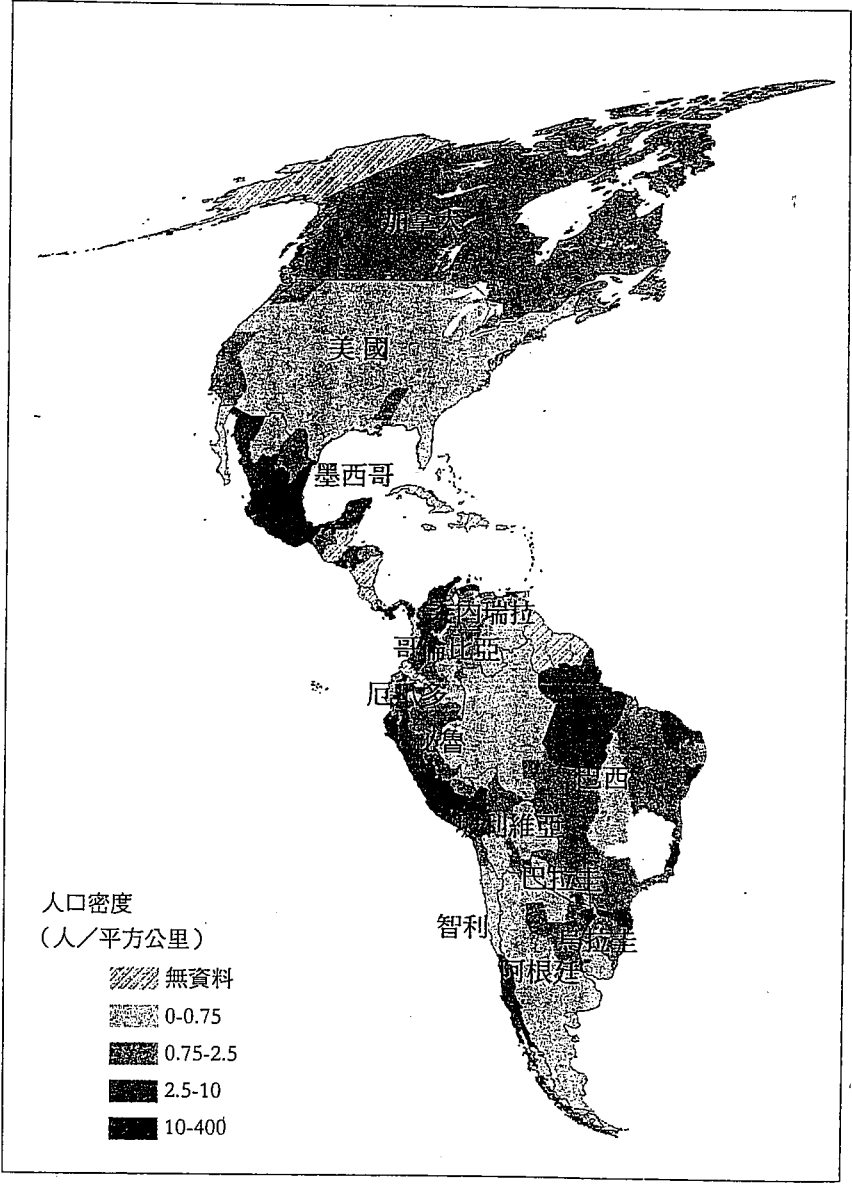 加拿大
美國
墨西哥
委內瑞拉
哥倫比亞
厄瓜多
秘魯
巴西
玻利維亞
巴拉圭
智利
烏拉圭
阿根廷
人口密度
（人／平方公里）
無資料
0-0.75
0.75-2.5
2.5-10
10-400